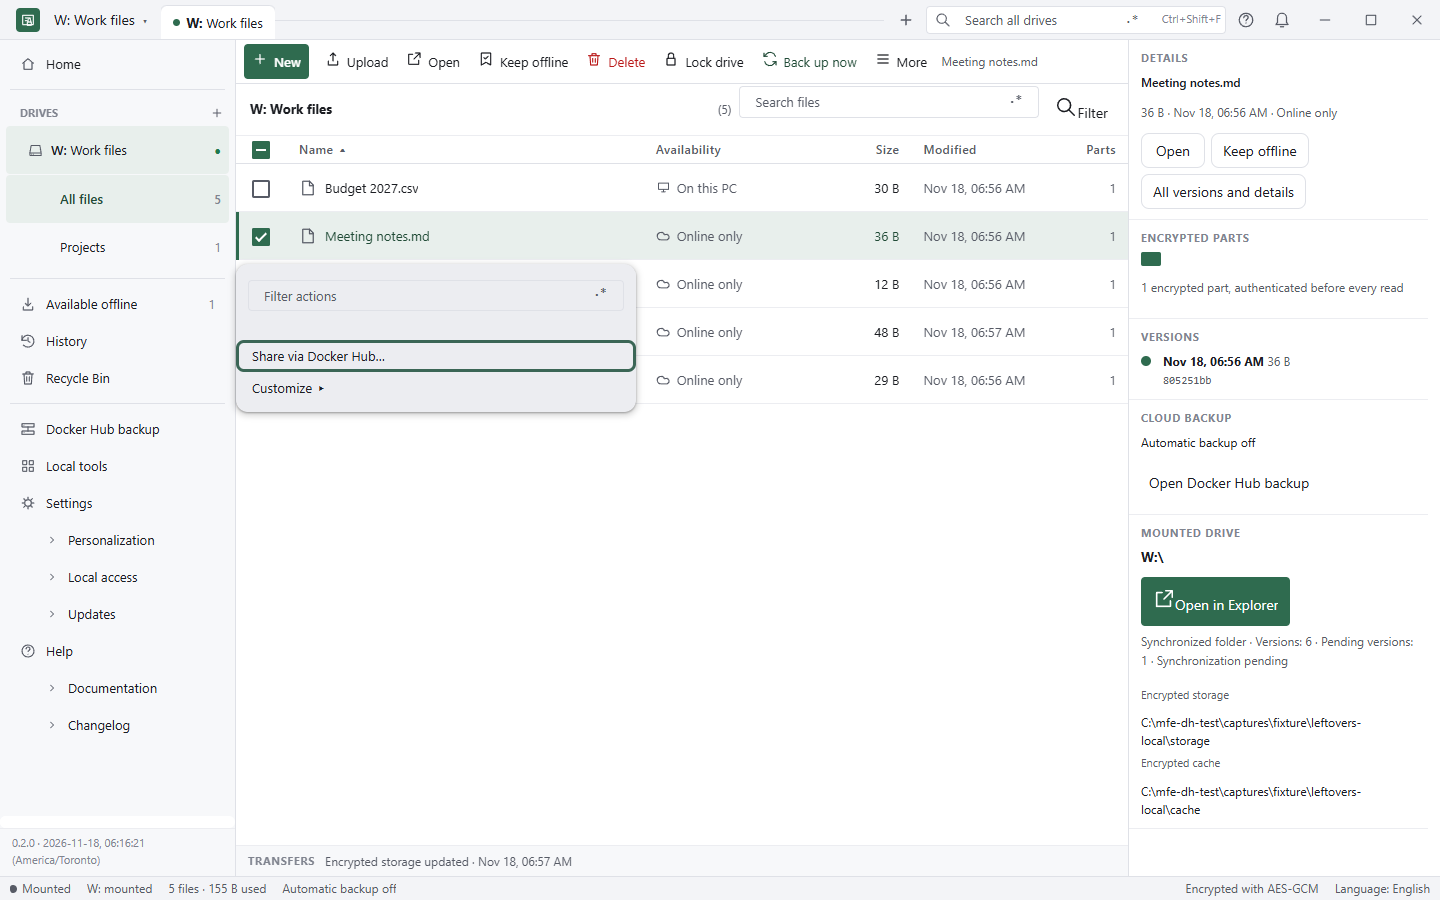 W: Work files
W: Work files
Search all drives
.*
Ctrl+Shift+F
Home
DRIVES
W: Work files
All files 5
Projects 1
Available offline 1
History
Recycle Bin
Docker Hub backup
Local tools
Settings
Personalization
Local access
Updates
Help
Documentation
Changelog
0.2.0 · 2026-11-18, 06:16:21
(America/Toronto)
New
Upload
Open
Keep offline
Delete
Lock drive
Back up now
More
Meeting notes.md
W: Work files
(5)
Search files
.*
Filter
Name Availability Size Modified Parts
Budget 2027.csv On this PC 30 B Nov 18, 06:56 AM 1
Meeting notes.md Online only 36 B Nov 18, 06:56 AM 1
Online only 12 B Nov 18, 06:56 AM 1
Online only 48 B Nov 18, 06:57 AM 1
Online only 29 B Nov 18, 06:56 AM 1
Filter actions
.*
Share via Docker Hub...
Customize
TRANSFERS Encrypted storage updated · Nov 18, 06:57 AM
DETAILS
Meeting notes.md
36 B · Nov 18, 06:56 AM · Online only
Open
Keep offline
All versions and details
ENCRYPTED PARTS
1 encrypted part, authenticated before every read
VERSIONS
Nov 18, 06:56 AM 36 B
805251bb
CLOUD BACKUP
Automatic backup off
Open Docker Hub backup
MOUNTED DRIVE
W:\
Open in Explorer
Synchronized folder · Versions: 6 · Pending versions:
1 · Synchronization pending
Encrypted storage
C:\mfe-dh-test\captures\fixture\leftovers-
local\storage
Encrypted cache
C:\mfe-dh-test\captures\fixture\leftovers-
local\cache
Mounted
W: mounted
5 files · 155 B used
Automatic backup off
Encrypted with AES-GCM
Language: English